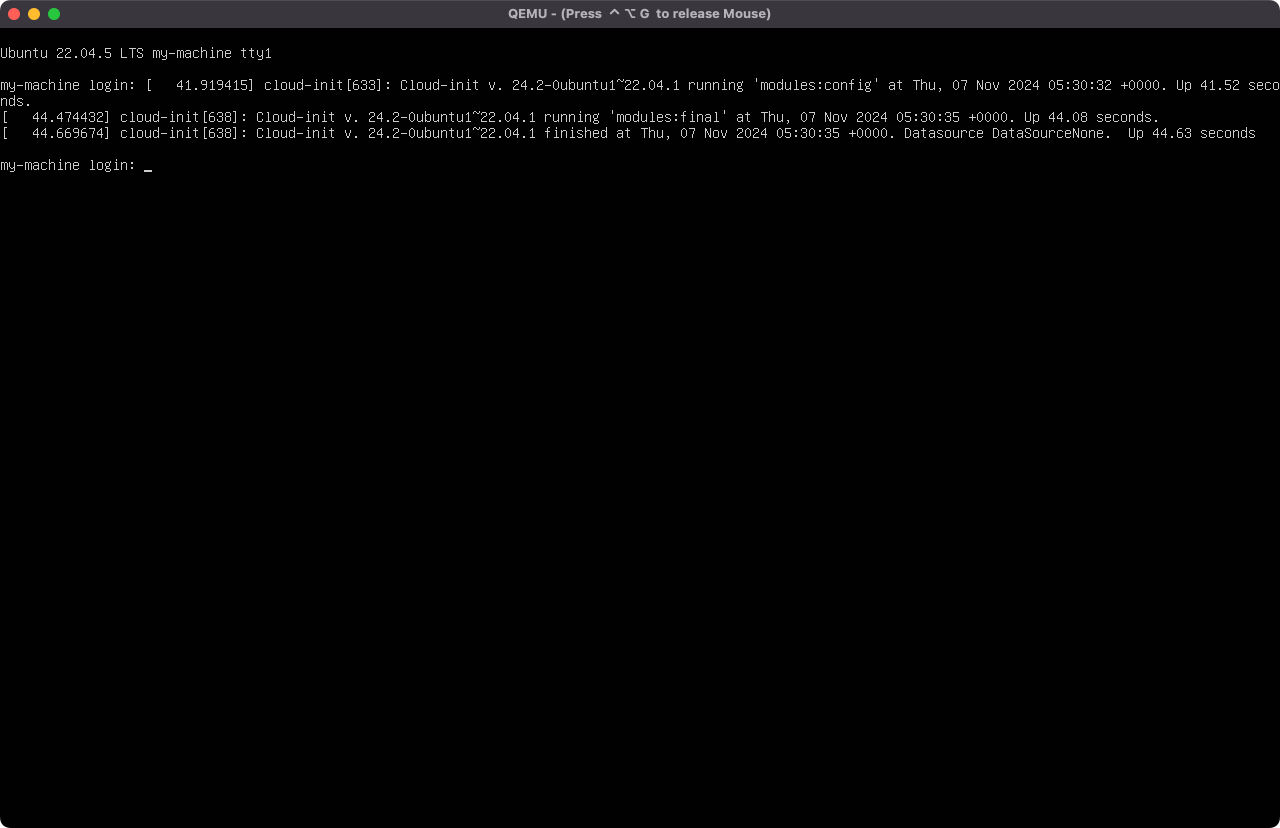 QEMU - (Press ⌃⌥G to release Mouse)
Ubuntu 22.04.5 LTS my-machine tty1
my-machine login: [   41.919415] cloud-init[633]: Cloud-init v. 24.2-0ubuntu1~22.04.1 running 'modules:config' at Thu, 07 Nov 2024 05:30:32 +0000. Up 41.52 seco
nds.
[   44.474432] cloud-init[638]: Cloud-init v. 24.2-0ubuntu1~22.04.1 running 'modules:final' at Thu, 07 Nov 2024 05:30:35 +0000. Up 44.08 seconds.
[   44.669674] cloud-init[638]: Cloud-init v. 24.2-0ubuntu1~22.04.1 finished at Thu, 07 Nov 2024 05:30:35 +0000. Datasource DataSourceNone.  Up 44.63 seconds
my-machine login: _